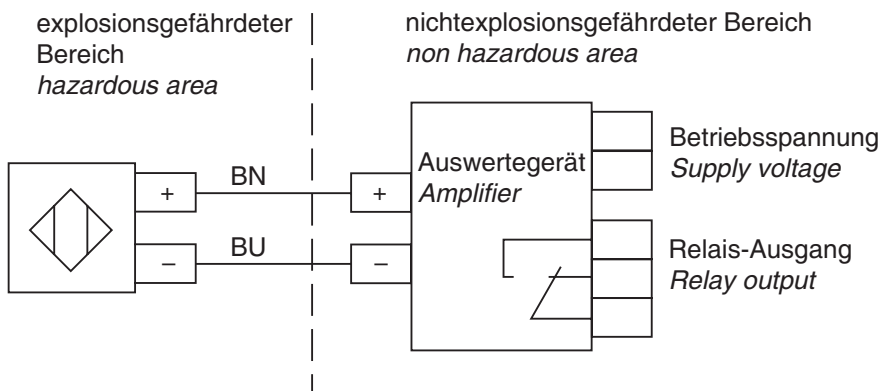 explosionsgefährdeter
Bereich
hazardous area
nichtexplosionsgefährdeter Bereich
non hazardous area
+
BN
+
–
BU
–
Auswertegerät
Amplifier
Betriebsspannung
Supply voltage
Relais-Ausgang
Relay output